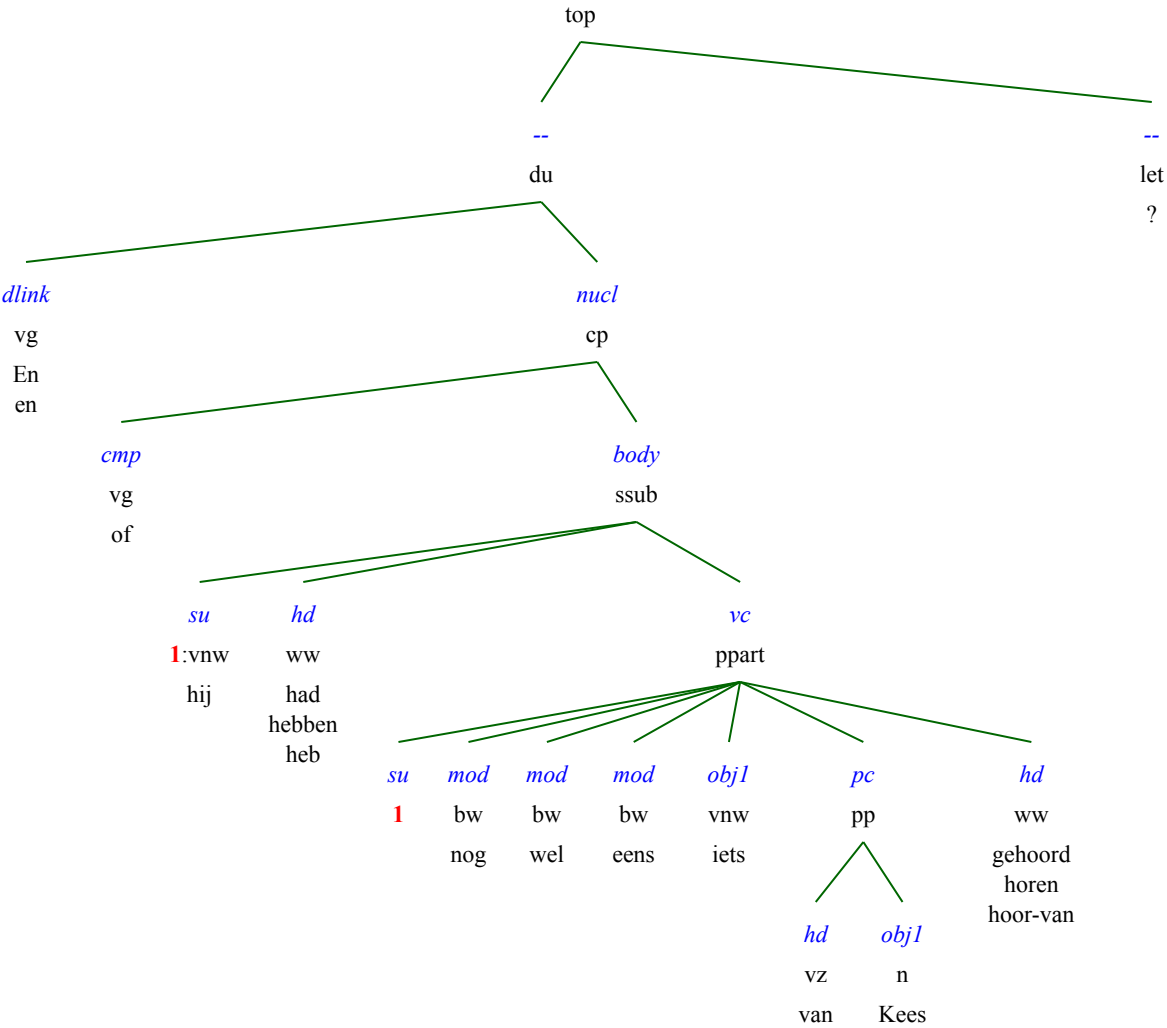 top
-- --
du let
?
dlink nucl
vg cp
En
en
cmp body
vg ssub
of
su hd vc
1:vnw ww ppart
hij had
hebben
heb
su mod mod mod obj1 pc hd
1 bw bw bw vnw pp ww
nog wel eens iets gehoord
horen
hoor-van
hd obj1
vz n
van Kees